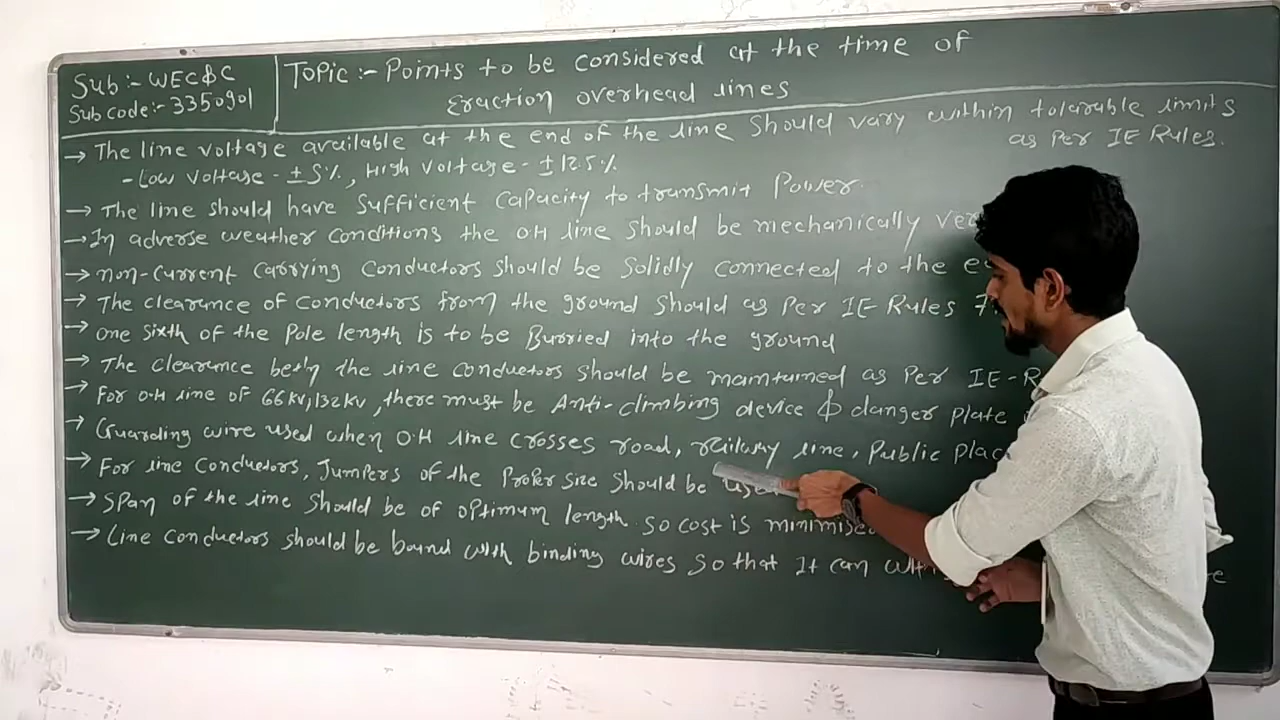 Sub:- WEC&C
Sub code:- 3350901
Topic:- Points to be considered at the time of
Eraction overhead lines
→ The line voltage available at the end of the line should vary within tolarable limits
as Per IE Rules.
- Low voltage - ±5%, High voltage - ±12.5%
→ The line should have sufficient capacity to transmit Power.
→ In adverse weather conditions the O.H line should be mechanically
→ non-current carrying conductors should be solidly connected to the
→ The clearence of conductors from the ground should as Per IE Rules 7
→ One sixth of the Pole length is to be Burried into the ground
→ The clearence betn the line conductors should be maintained as Per IE-R
→ For O.H line of 66KV,132KV, there must be Anti-climbing device & danger plate
→ Guarding wire used when O.H line crosses road, railway line, Public
→ For line conductors, Jumpers of the Proper size should be
→ Span of the line should be of optimum length. so cost is minimise
→ Line conductors should be bound with binding wires so that It can